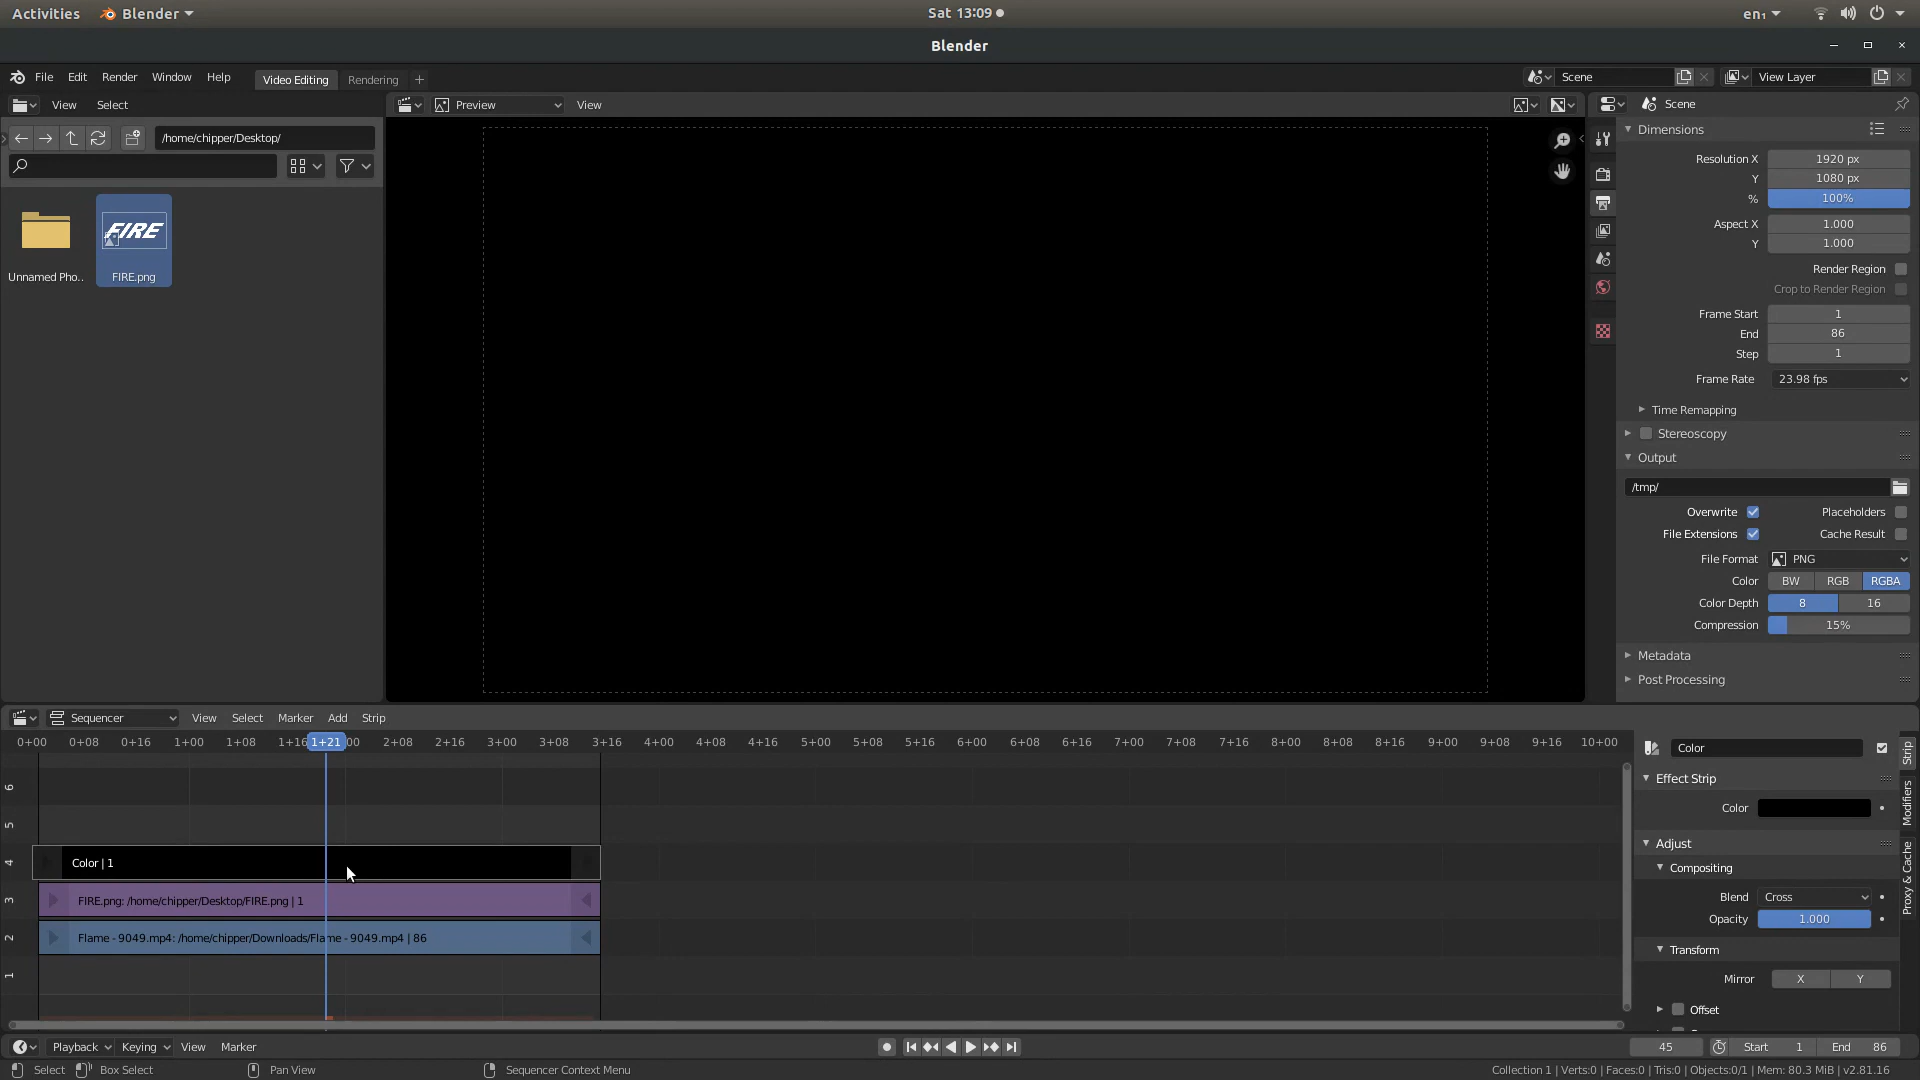 Activities Blender Sat 13:09 en₁
Blender
File Edit Render Window Help Video Editing Rendering + Scene View Layer
View Select Preview View Scene
/home/chipper/Desktop/
FIRE
Unnamed Pho.. FIRE.png
Dimensions
Resolution X 1920 px
Y 1080 px
% 100%
Aspect X 1.000
Y 1.000
Render Region
Crop to Render Region
Frame Start 1
End 86
Step 1
Frame Rate 23.98 fps
Time Remapping
Stereoscopy
Output
/tmp/
Overwrite Placeholders
File Extensions Cache Result
File Format PNG
Color BW RGB RGBA
Color Depth 8 16
Compression 15%
Metadata
Post Processing
Sequencer View Select Marker Add Strip
0+00 0+08 0+16 1+00 1+08 1+16 1+21 00 2+08 2+16 3+00 3+08 3+16 4+00 4+08 4+16 5+00 5+08 5+16 6+00 6+08 6+16 7+00 7+08 7+16 8+00 8+08 8+16 9+00 9+08 9+16 10+00
6
5
4 Color | 1
3 FIRE.png: /home/chipper/Desktop/FIRE.png | 1
2 Flame - 9049.mp4: /home/chipper/Downloads/Flame - 9049.mp4 | 86
1
Color
Effect Strip
Color
Adjust
Compositing
Blend Cross
Opacity 1.000
Transform
Mirror X Y
Offset
Strip
Modifiers
Proxy & Cache
Playback Keying View Marker 45 Start 1 End 86
Select Box Select Pan View Sequencer Context Menu Collection 1 | Verts:0 | Faces:0 | Tris:0 | Objects:0/1 | Mem: 80.3 MiB | v2.81.16